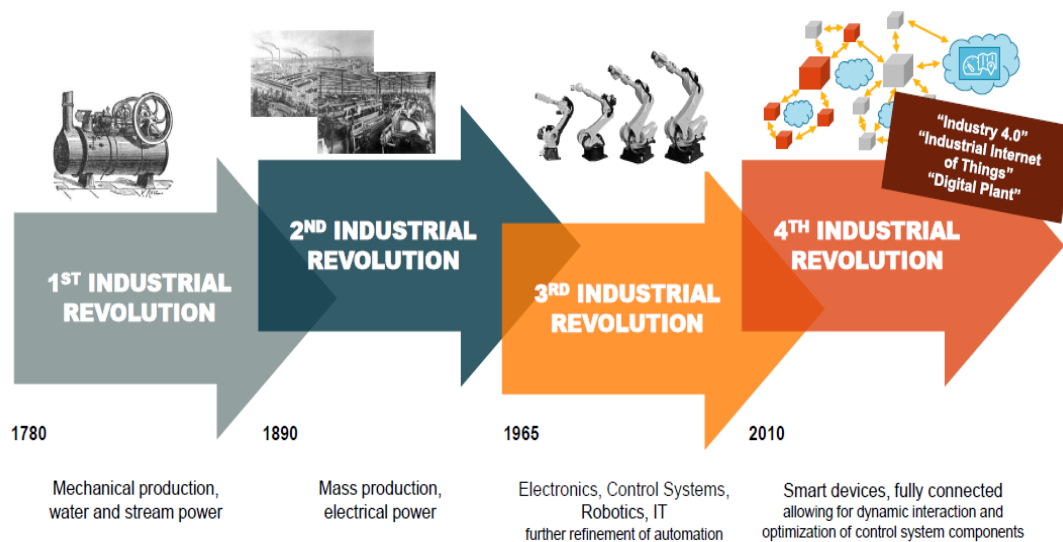 “Industry 4.0”
“Industrial Internet
of Things”
“Digital Plant”
1ST INDUSTRIAL
REVOLUTION
2ND INDUSTRIAL
REVOLUTION
3RD INDUSTRIAL
REVOLUTION
4TH INDUSTRIAL
REVOLUTION
1780
1890
1965
2010
Mechanical production,
water and stream power
Mass production,
electrical power
Electronics, Control Systems,
Robotics, IT
further refinement of automation
Smart devices, fully connected
allowing for dynamic interaction and
optimization of control system components